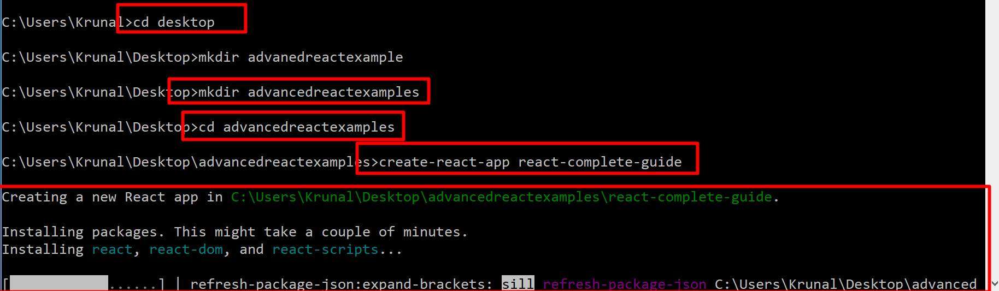 C:\Users\Krunal>cd desktop
C:\Users\Krunal\Desktop>mkdir advanedreactexample
C:\Users\Krunal\Desktop>mkdir advancedreactexamples
C:\Users\Krunal\Desktop>cd advancedreactexamples
C:\Users\Krunal\Desktop\advancedreactexamples>create-react-app react-complete-guide
Creating a new React app in C:\Users\Krunal\Desktop\advancedreactexamples\react-complete-guide.
Installing packages. This might take a couple of minutes.
Installing react, react-dom, and react-scripts...
[            ......] | refresh-package-json:expand-brackets: sill refresh-package-json C:\Users\Krunal\Desktop\advanced